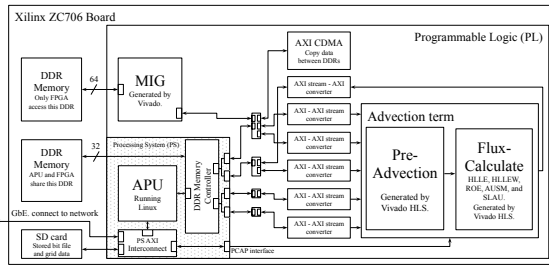 Xilinx ZC706 Board
Programmable Logic (PL)
DDR
Memory
Only FPGA
access this DDR
64
MIG
Generated by
Vivado.
AXI CDMA
Copy data
between DDRs
AXI stream - AXI
converter
AXI - AXI stream
converter
AXI - AXI stream
converter
AXI - AXI stream
converter
AXI - AXI stream
converter
AXI - AXI stream
converter
Advection term
Pre-
Advection
Generated by
Vivado HLS.
Flux-
Calculate
HLLE, HLLEW,
ROE, AUSM, and
SLAU.
Generated by
Vivado HLS.
DDR
Memory
APU and FPGA
share this DDR
32
Processing System (PS)
APU
Running
Linux
DDR Memory
Controller
GbE. connect to network
SD card
Stored bit file
and grid data
PS AXI
Interconnect
PCAP interface